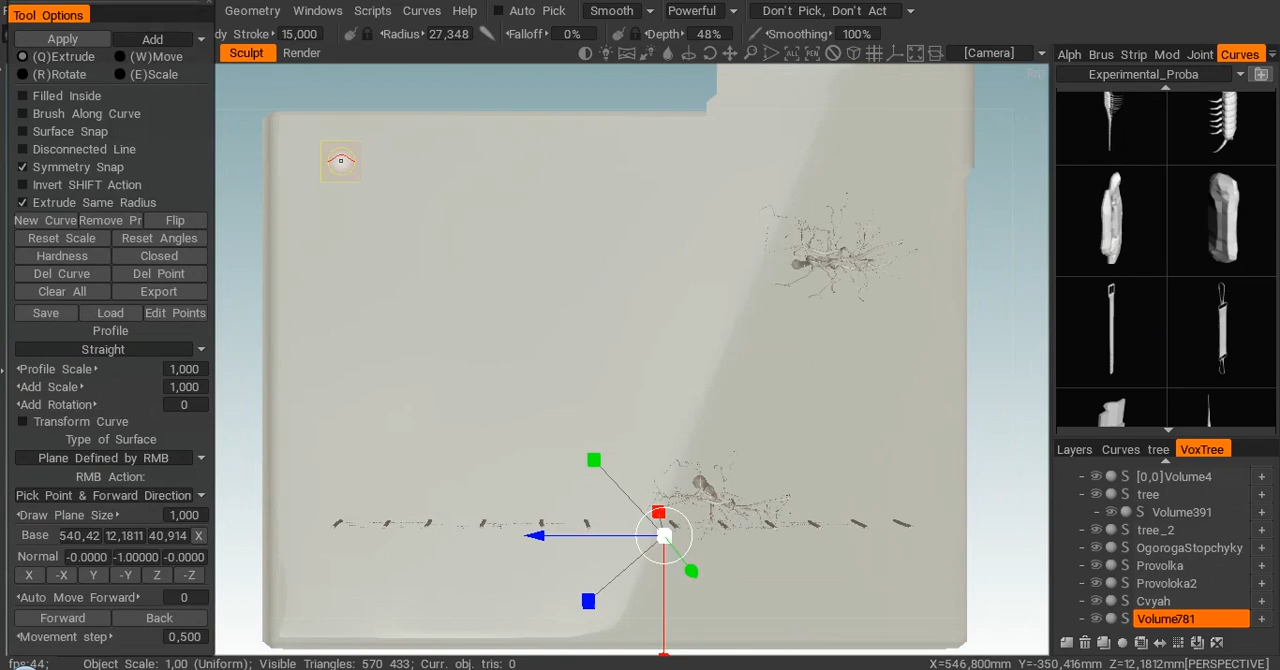 Tool Options
Geometry Windows Scripts Curves Help Auto Pick Smooth Powerful Don't Pick, Don't Act
dy Stroke 15,000 Radius 27,348 Falloff 0% Depth 48% Smoothing 100%
Sculpt Render [Camera]
Apply Add
(Q)Extrude (W)Move
(R)Rotate (E)Scale
Filled Inside
Brush Along Curve
Surface Snap
Disconnected Line
Symmetry Snap
Invert SHIFT Action
Extrude Same Radius
New Curve Remove Pr Flip
Reset Scale Reset Angles
Hardness Closed
Del Curve Del Point
Clear All Export
Save Load Edit Points
Profile
Straight
Profile Scale 1,000
Add Scale 1,000
Add Rotation 0
Transform Curve
Type of Surface
Plane Defined by RMB
RMB Action:
Pick Point & Forward Direction
Draw Plane Size 1,000
Base 540,42 12,1811 40,914 X
Normal -0.0000 -1.00000 -0.0000
X -X Y -Y Z -Z
Auto Move Forward 0
Forward Back
Movement step 0,500
Alph Brus Strip Mod Joint Curves
Experimental_Proba
Layers Curves tree VoxTree
[0,0]Volume4
tree
Volume391
tree_2
OgorogaStopchyky
Provolka
Provoloka2
Cvyah
Volume781
fps:44; Object Scale: 1,00 (Uniform); Visible Triangles: 570 433; Curr. obj. tris: 0 X=546,800mm Y=-350,416mm Z=12,1812mm[PERSPECTIVE]